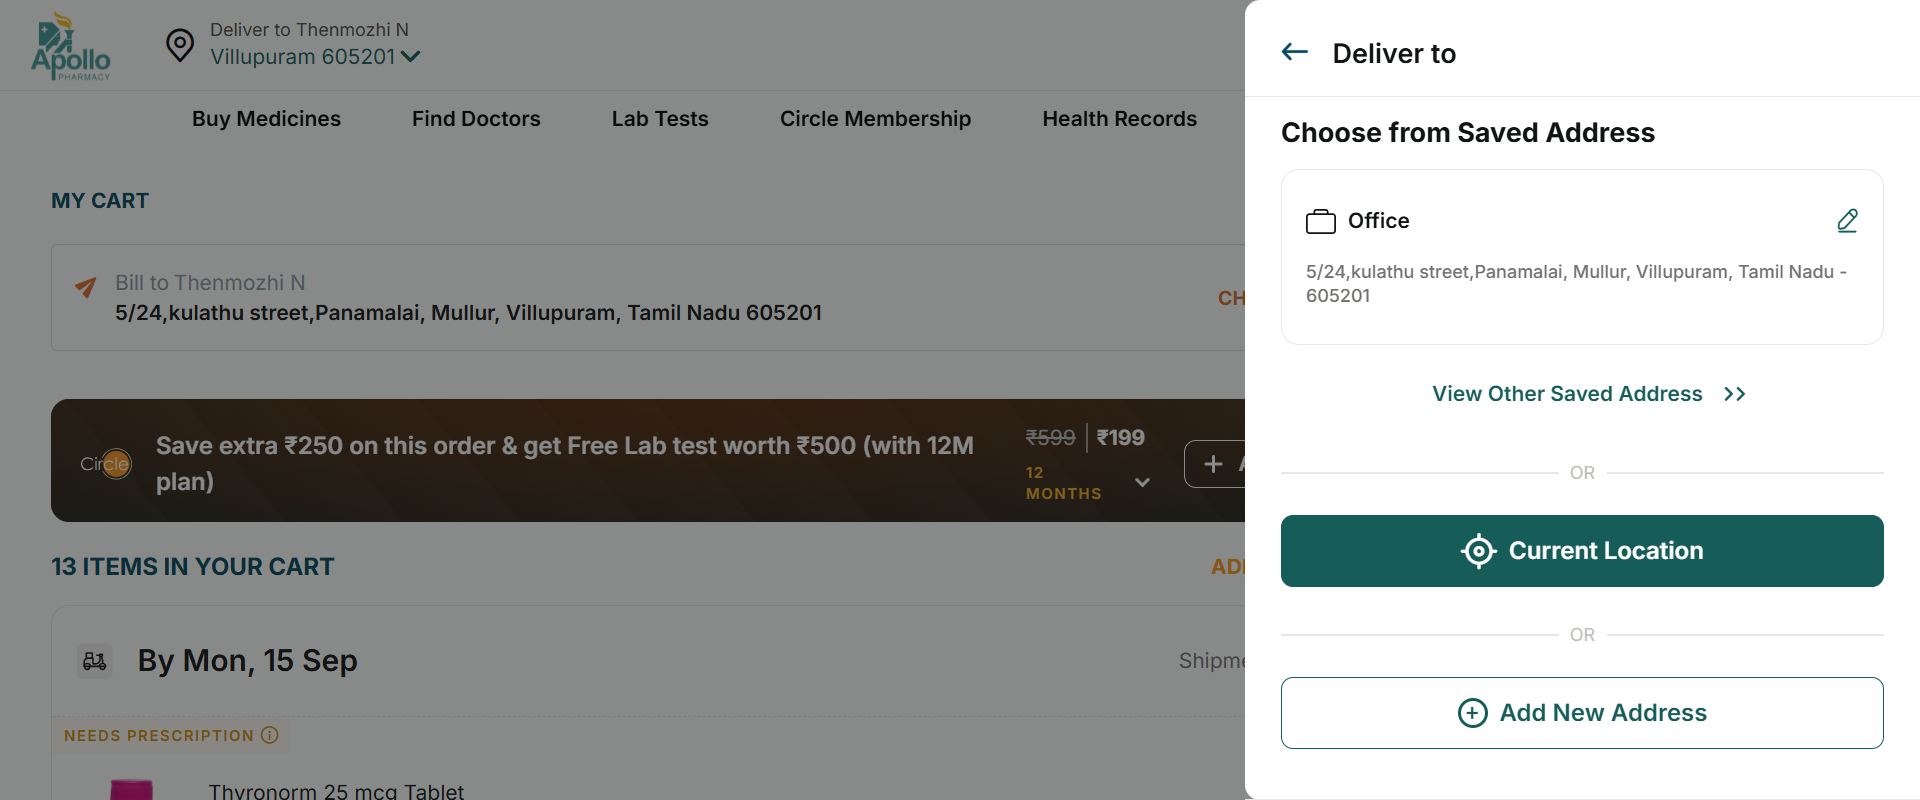 Apollo
PHARMACY
Deliver to Thenmozhi N
Villupuram 605201
Buy Medicines
Find Doctors
Lab Tests
Circle Membership
Health Records
MY CART
Bill to Thenmozhi N
5/24,kulathu street,Panamalai, Mullur, Villupuram, Tamil Nadu 605201
CH
Circle
Save extra ₹250 on this order & get Free Lab test worth ₹500 (with 12M
plan)
₹599 ₹199
12
MONTHS
13 ITEMS IN YOUR CART
By Mon, 15 Sep
NEEDS PRESCRIPTION
Thyronorm 25 mcg Tablet
Deliver to
Choose from Saved Address
Office
5/24,kulathu street,Panamalai, Mullur, Villupuram, Tamil Nadu -
605201
View Other Saved Address
OR
Current Location
OR
Add New Address